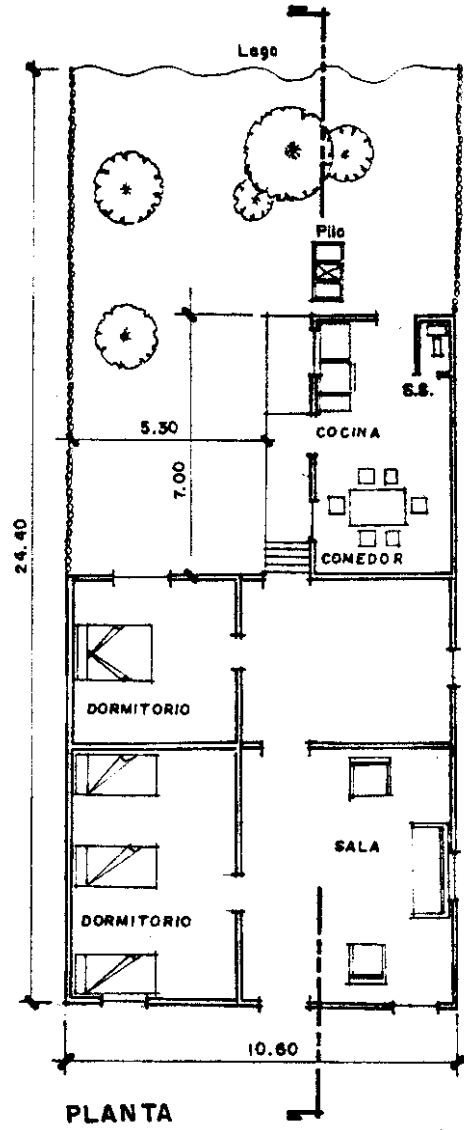 Lago
Pila
S.S.
5.30
COCINA
7.00
24.40
COMEDOR
DORMITORIO
SALA
DORMITORIO
10.60
PLANTA